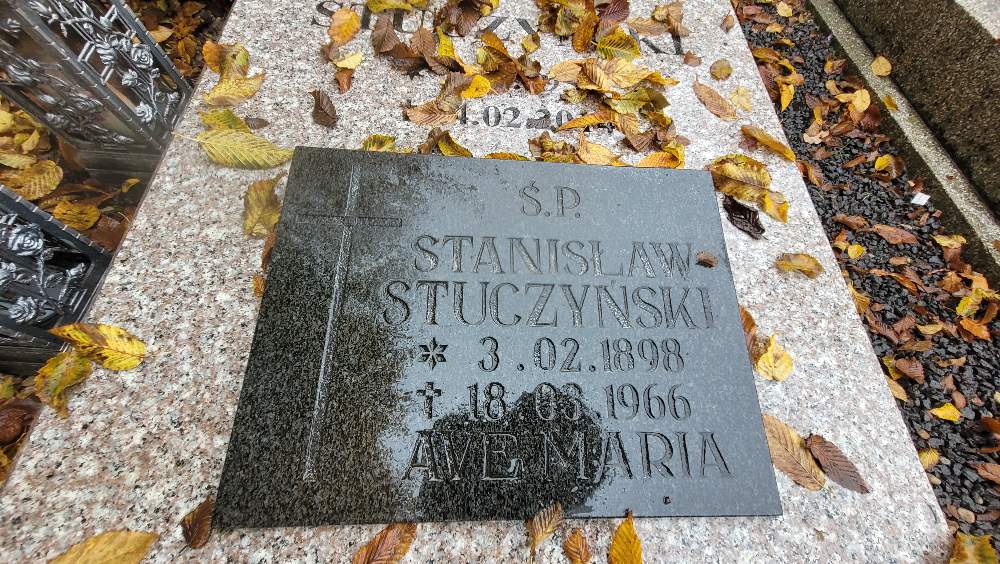 Ś.P.
STANISŁAW
STUCZYŃSKI
* 3.02.1898
✝ 18.03.1966
AVE MARIA